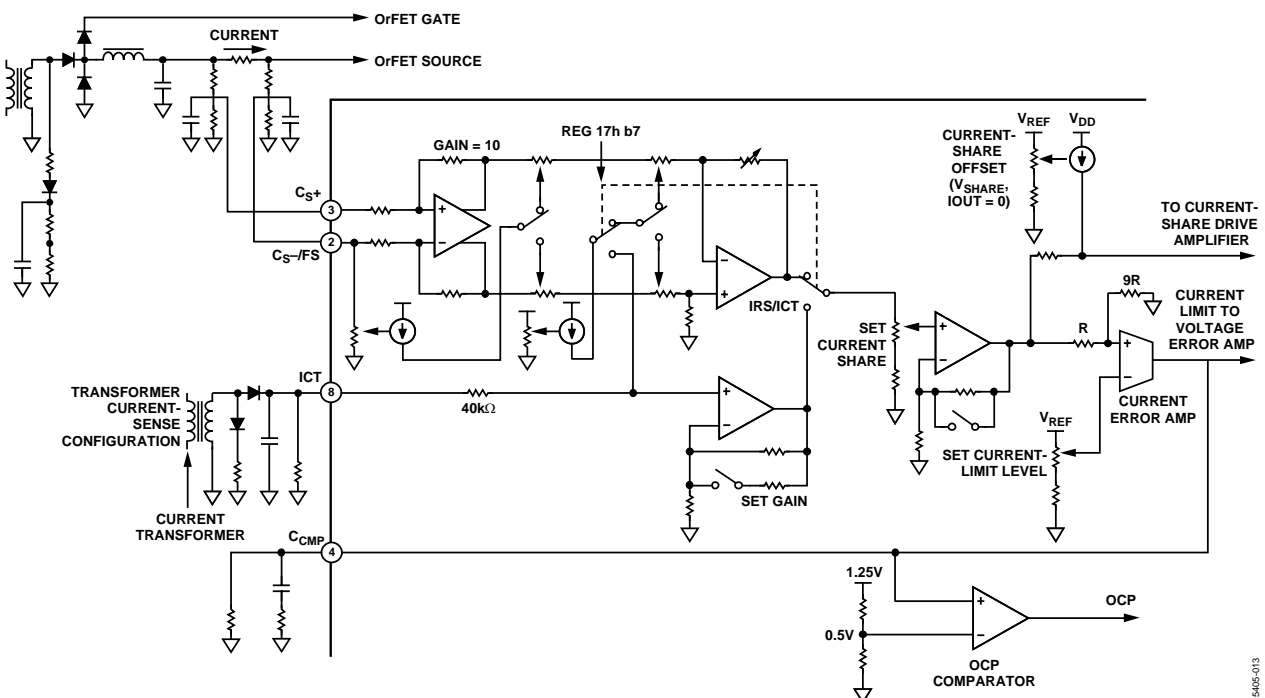 OrFET GATE
CURRENT
OrFET SOURCE
REG 17h b7
GAIN = 10
VREF
VDD
CURRENT-
SHARE
OFFSET
(VSHARE,
IOUT = 0)
CS+
3
2
CS–/FS
TO CURRENT-
SHARE DRIVE
AMPLIFIER
IRS/ICT
SET
CURRENT
SHARE
9R
R
CURRENT
LIMIT TO
VOLTAGE
ERROR AMP
CURRENT
ERROR AMP
ICT
8
TRANSFORMER
CURRENT-
SENSE
CONFIGURATION
40kΩ
VREF
SET CURRENT-
LIMIT LEVEL
SET GAIN
CURRENT
TRANSFORMER
CCMP
4
1.25V
0.5V
OCP
OCP
COMPARATOR
+
–
+
–
+
–
+
–
+
–
+
–